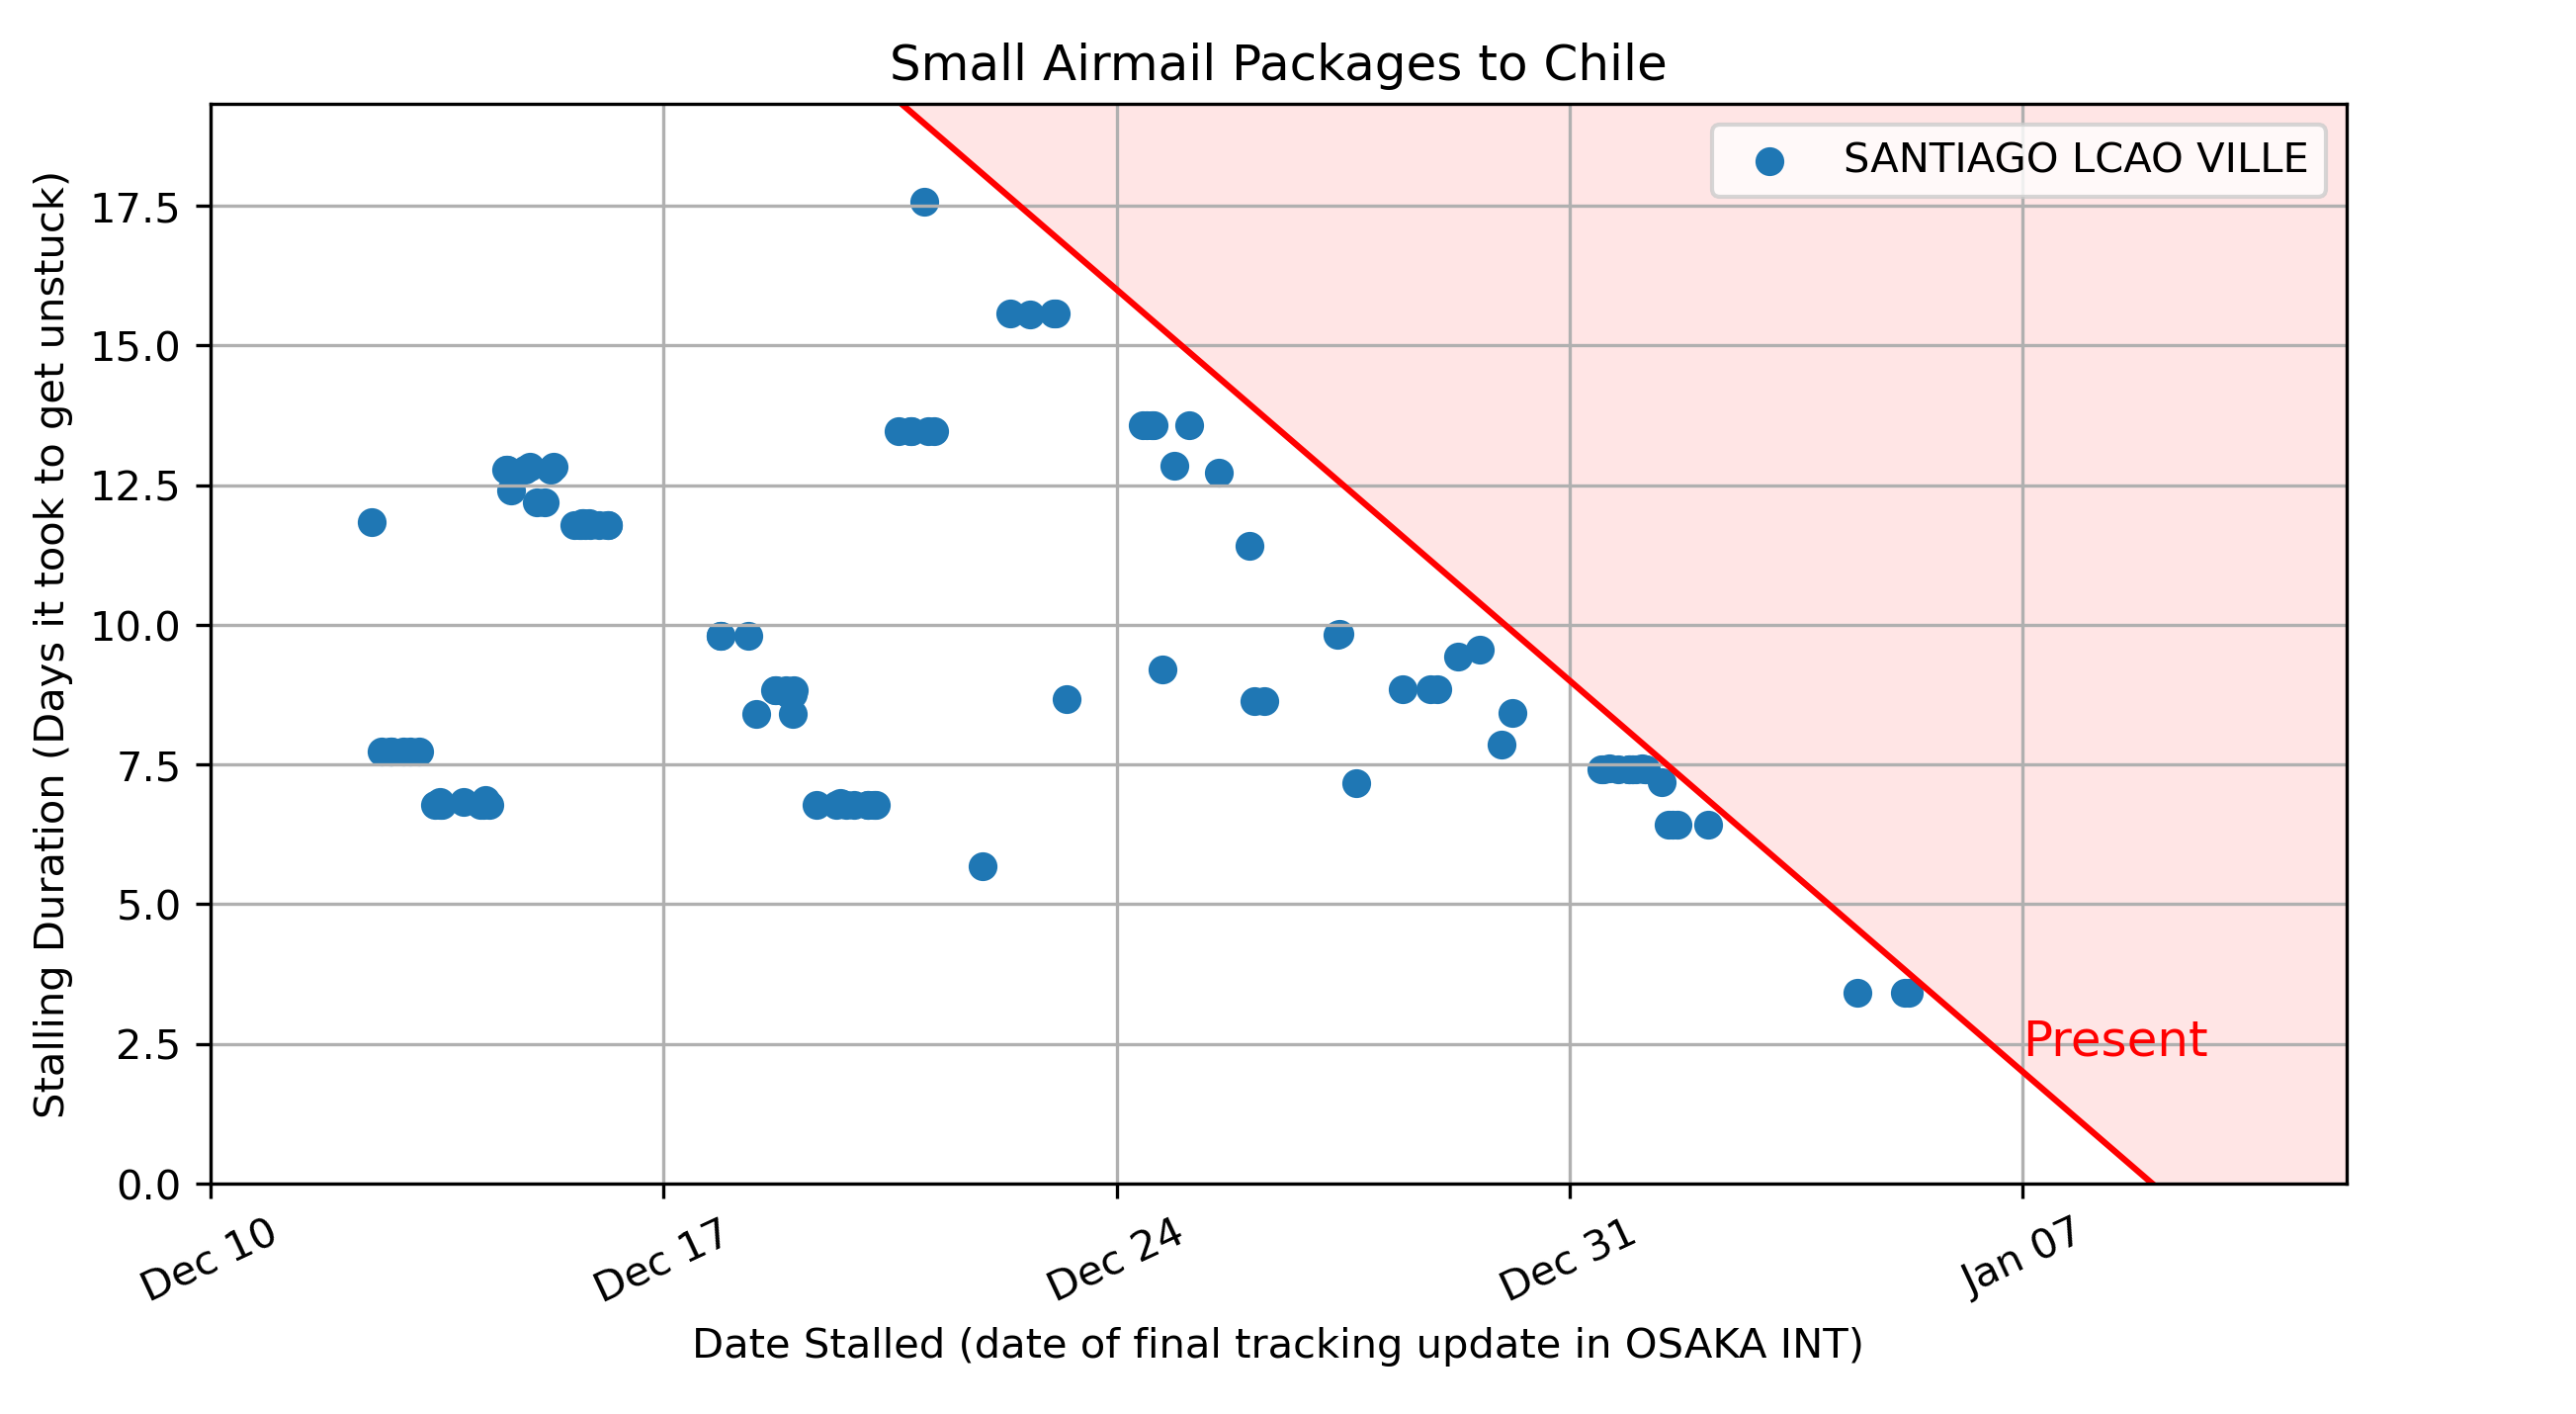 Small Airmail Packages to Chile
SANTIAGO LCAO VILLE
Stalling Duration (Days it took to get unstuck)
17.5
15.0
12.5
10.0
7.5
5.0
2.5
0.0
Present
Dec 10
Dec 17
Dec 24
Dec 31
Jan 07
Date Stalled (date of final tracking update in OSAKA INT)